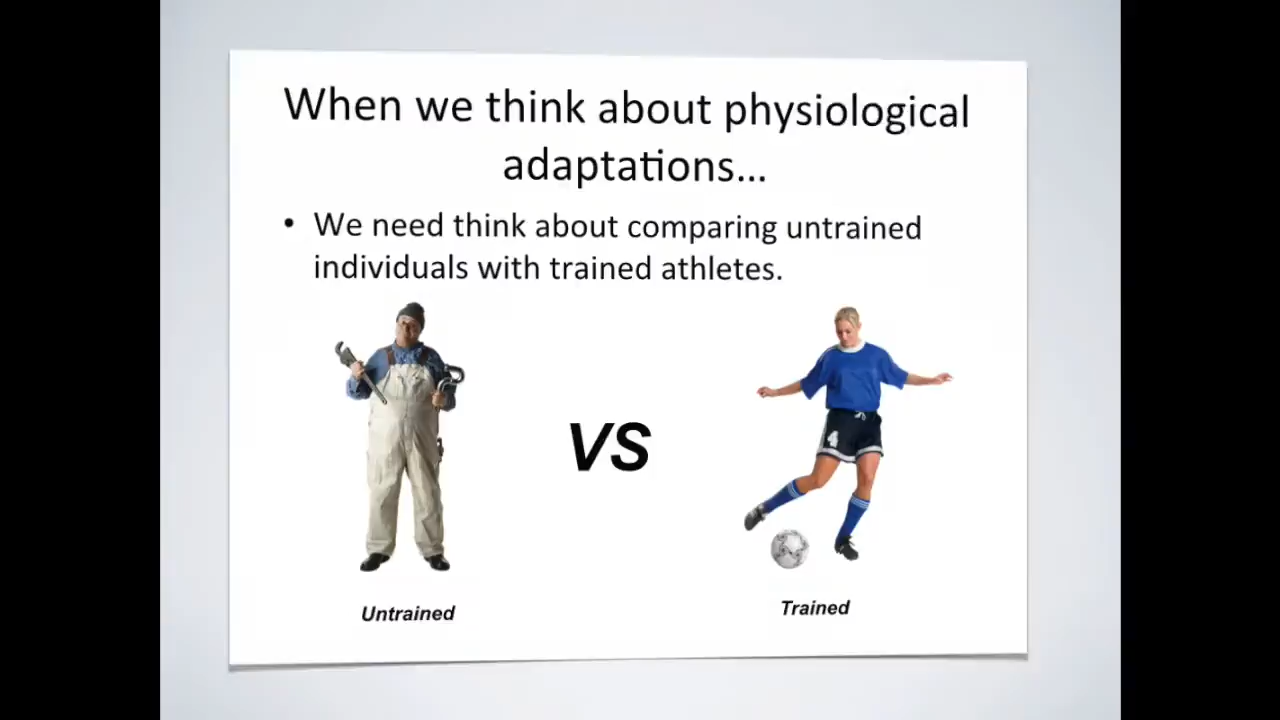 When we think about physiological
adaptations...
• We need think about comparing untrained
individuals with trained athletes.
VS
4
Untrained
Trained